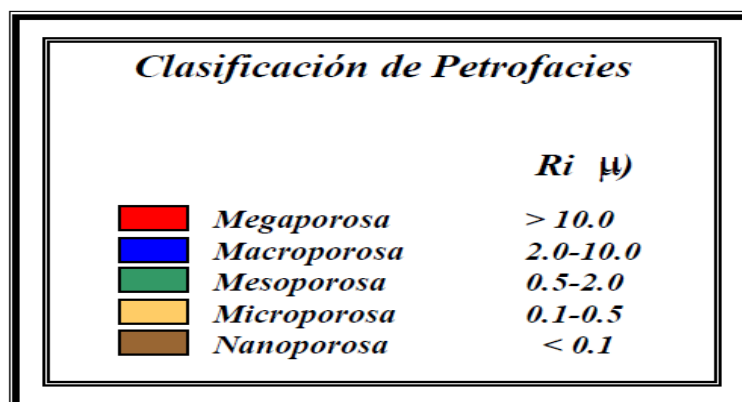 Clasificación de Petrofacies
Ri μ)
Megaporosa > 10.0
Macroporosa 2.0-10.0
Mesoporosa 0.5-2.0
Microporosa 0.1-0.5
Nanoporosa < 0.1